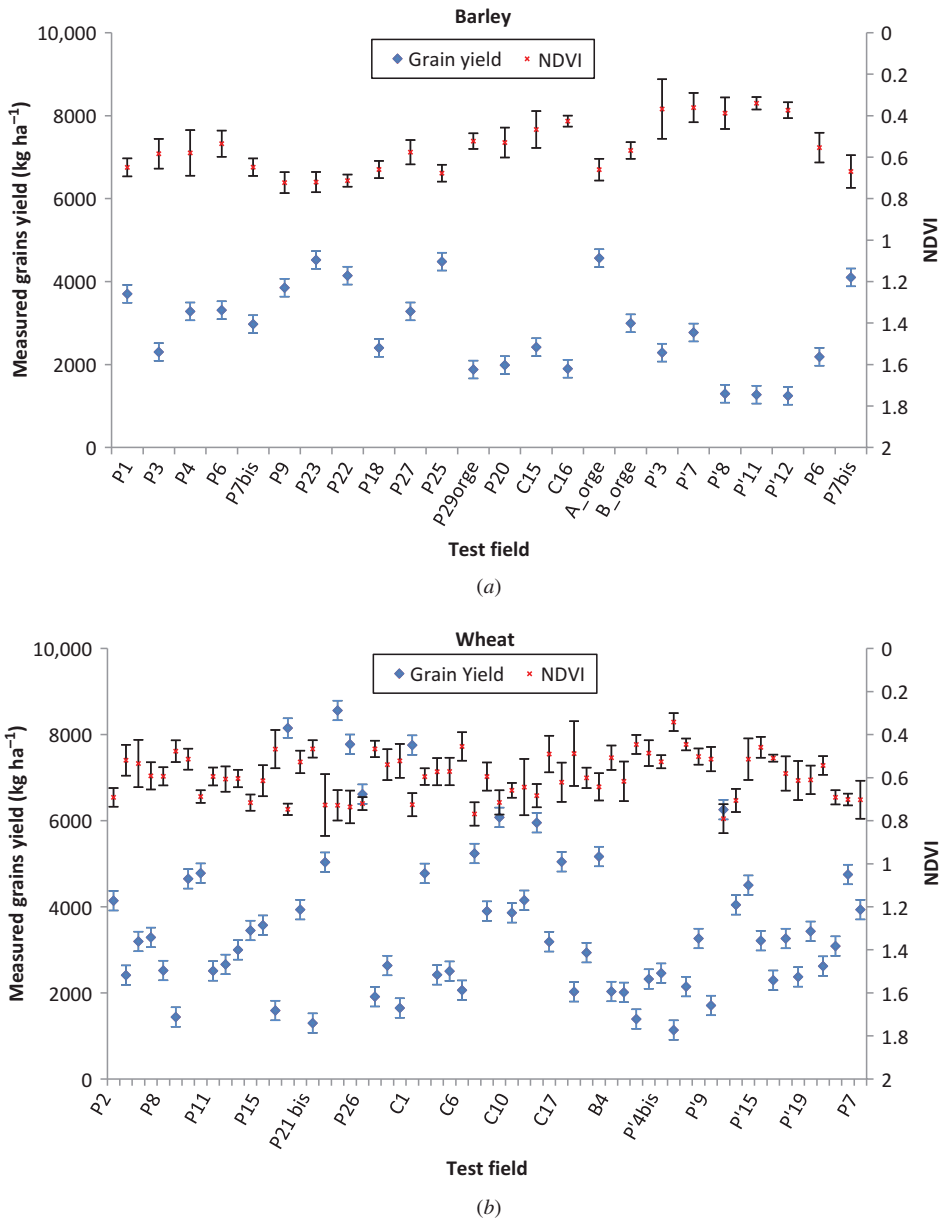 Barley
10,000
8000
6000
4000
2000
0
Measured grains yield (kg ha⁻¹)
Grain yield NDVI
0
0.2
0.4
0.6
0.8
1
1.2
1.4
1.6
1.8
2
NDVI
P1 P3 P4 P6 P7bis P9 P23 P22 P18 P27 P25 P29orge P20 C15 C16 A_orge B_orge P'3 P'7 P'8 P'11 P'12 P6 P7bis
Test field
(a)
Wheat
10,000
8000
6000
4000
2000
0
Measured grains yield (kg ha⁻¹)
Grain Yield NDVI
0
0.2
0.4
0.6
0.8
1
1.2
1.4
1.6
1.8
2
NDVI
P2 P8 P11 P15 P21 bis P26 C1 C6 C10 C17 B4 P'4bis P'9 P'15 P'19 P7
Test field
(b)